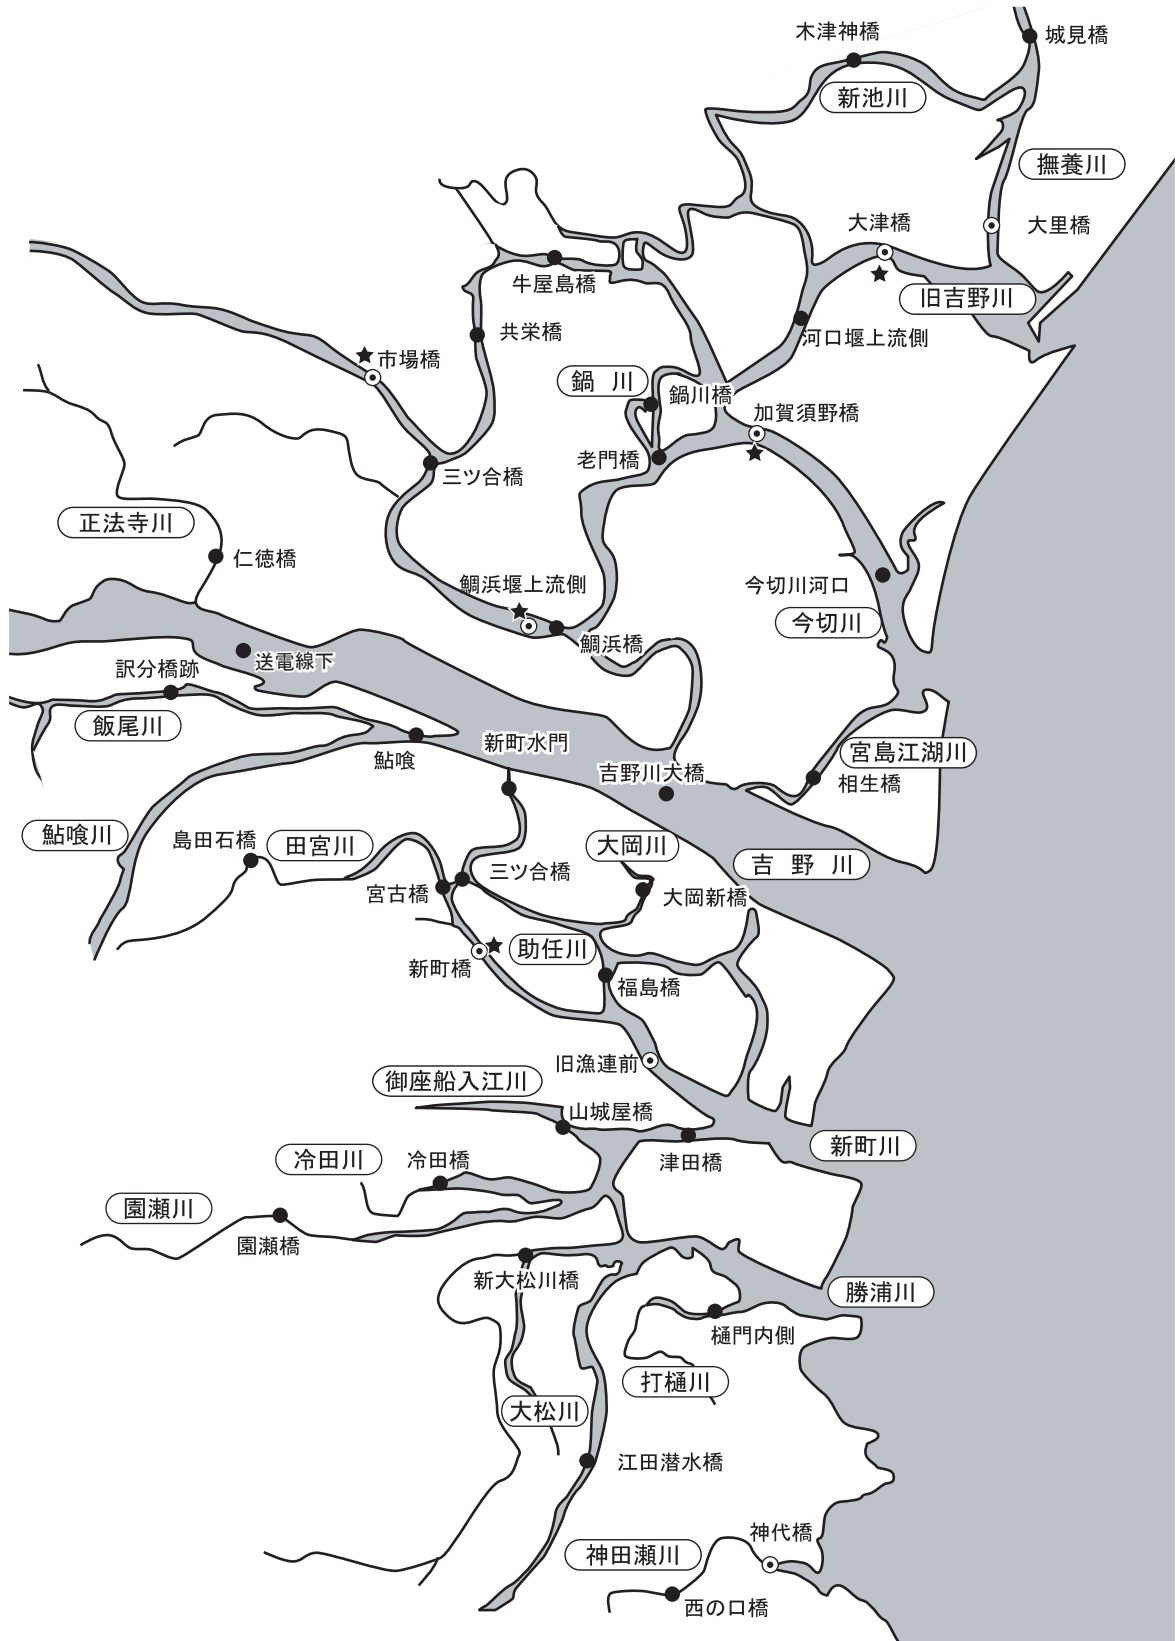 木津神橋
城見橋
新池川
撫養川
大津橋
大里橋
牛屋島橋
旧吉野川
共栄橋
河口堰上流側
★市場橋
鍋 川
鍋川橋
加賀須野橋
老門橋
★
三ツ合橋
正法寺川
仁徳橋
鯛浜堰上流側
今切川河口
★
今切川
鯛浜橋
送電線下
訳分橋跡
飯尾川
新町水門
宮島江湖川
鮎喰
吉野川大橋
相生橋
鮎喰川
島田石橋
田宮川
大岡川
吉 野 川
三ツ合橋
宮古橋
大岡新橋
★
助任川
新町橋
福島橋
旧漁連前
御座船入江川
山城屋橋
新町川
冷田川
冷田橋
津田橋
園瀬川
園瀬橋
新大松川橋
勝浦川
樋門内側
打樋川
大松川
江田潜水橋
神代橋
神田瀬川
西の口橋